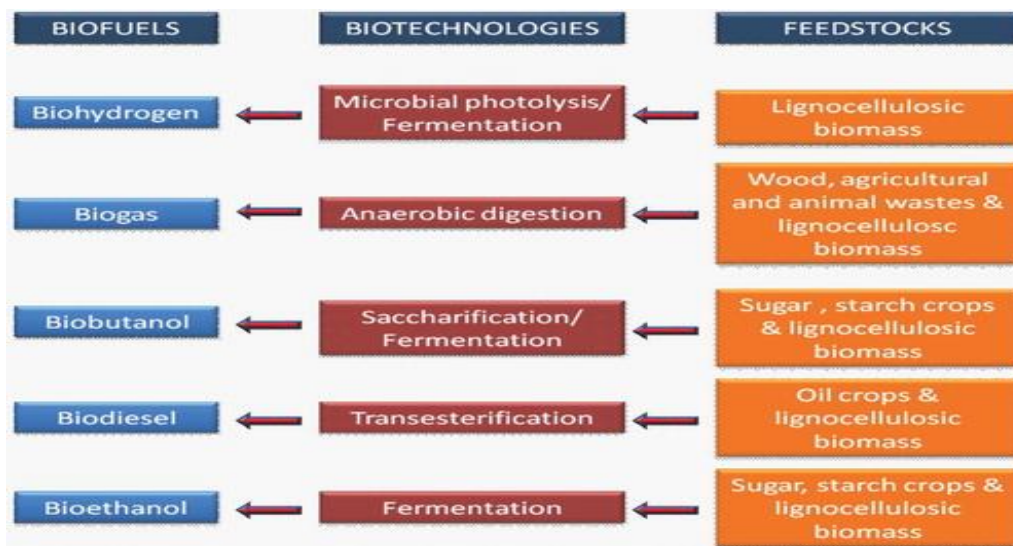 BIOFUELS
BIOTECHNOLOGIES
FEEDSTOCKS
Biohydrogen
Microbial photolysis/
Fermentation
Lignocellulosic
biomass
Biogas
Anaerobic digestion
Wood, agricultural
and animal wastes &
lignocellulosc
biomass
Biobutanol
Saccharification/
Fermentation
Sugar , starch crops
& lignocellulosic
biomass
Biodiesel
Transesterification
Oil crops &
lignocellulosic
biomass
Bioethanol
Fermentation
Sugar, starch crops &
lignocellulosic
biomass